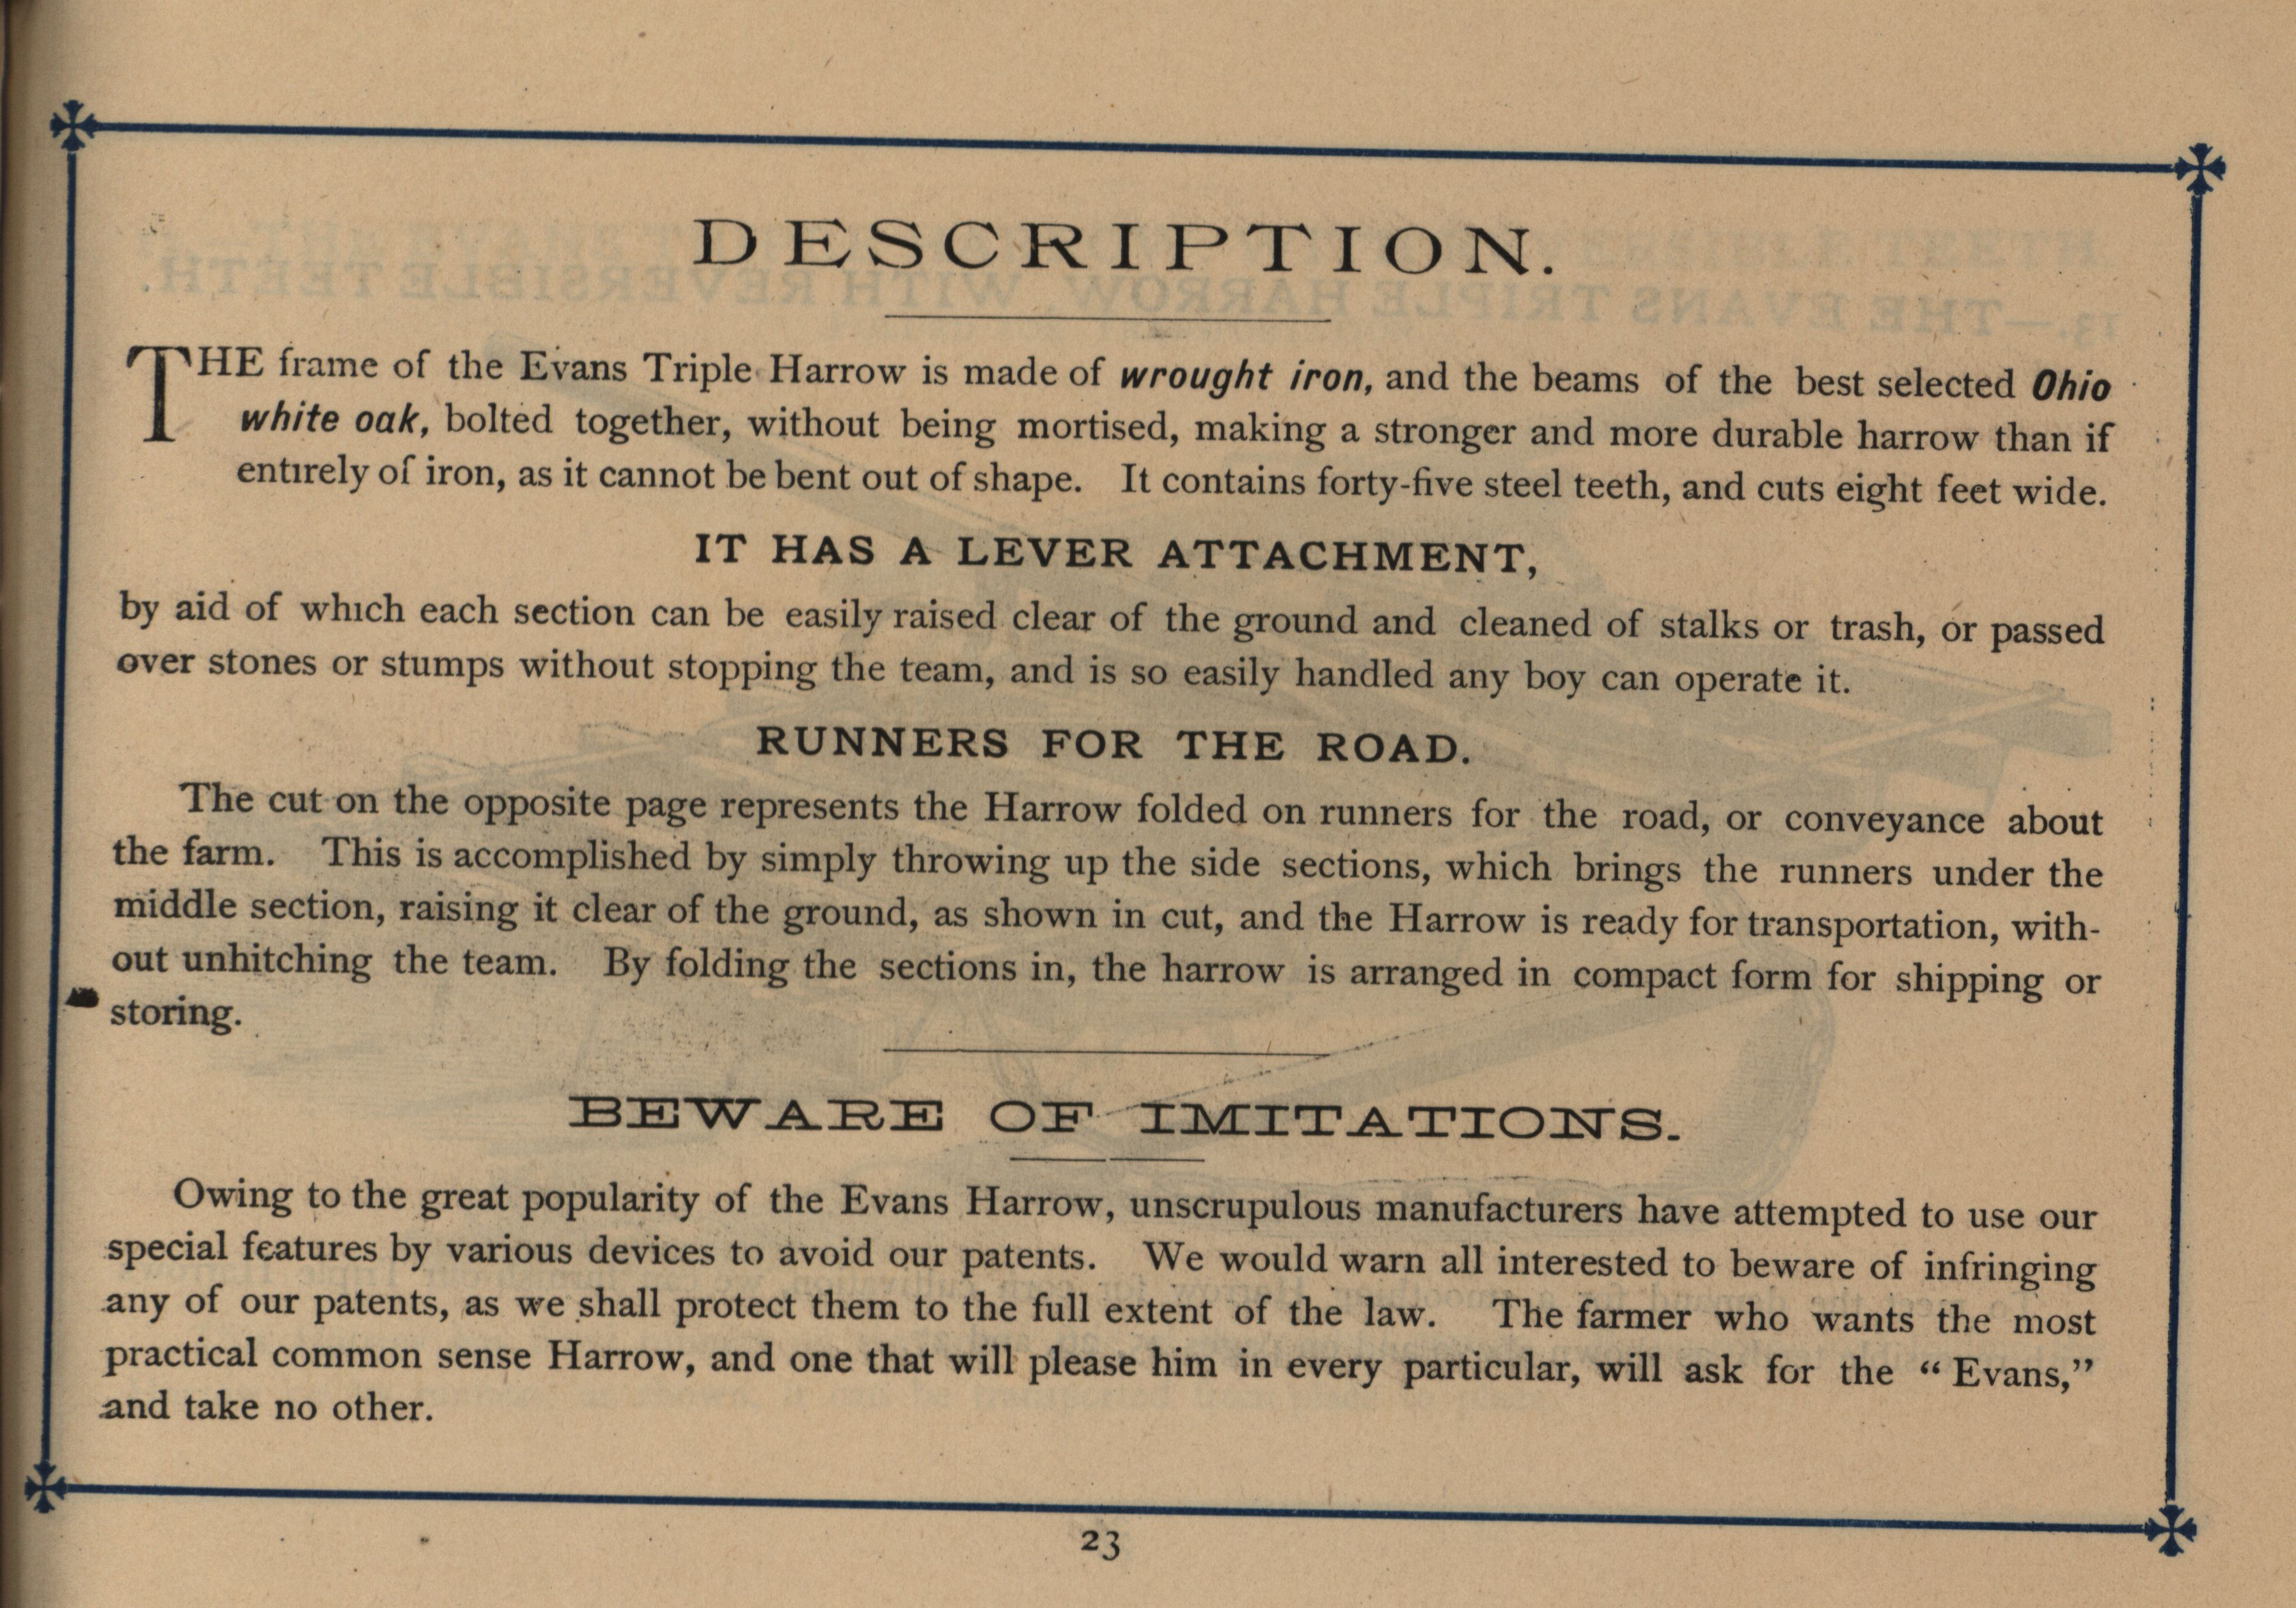 DESCRIPTION.
THE frame of the Evans Triple Harrow is made of wrought iron, and the beams of the best selected Ohio
white oak, bolted together, without being mortised, making a stronger and more durable harrow than if
entirely of iron, as it cannot be bent out of shape. It contains forty-five steel teeth, and cuts eight feet wide.
IT HAS A LEVER ATTACHMENT,
by aid of which each section can be easily raised clear of the ground and cleaned of stalks or trash, or passed
over stones or stumps without stopping the team, and is so easily handled any boy can operate it.
RUNNERS FOR THE ROAD.
The cut on the opposite page represents the Harrow folded on runners for the road, or conveyance about
the farm. This is accomplished by simply throwing up the side sections, which brings the runners under the
middle section, raising it clear of the ground, as shown in cut, and the Harrow is ready for transportation, with-
out unhitching the team. By folding the sections in, the harrow is arranged in compact form for shipping or
storing.
BEWARE OF IMITATIONS.
Owing to the great popularity of the Evans Harrow, unscrupulous manufacturers have attempted to use our
special features by various devices to avoid our patents. We would warn all interested to beware of infringing
any of our patents, as we shall protect them to the full extent of the law. The farmer who wants the most
practical common sense Harrow, and one that will please him in every particular, will ask for the “Evans,”
and take no other.
23